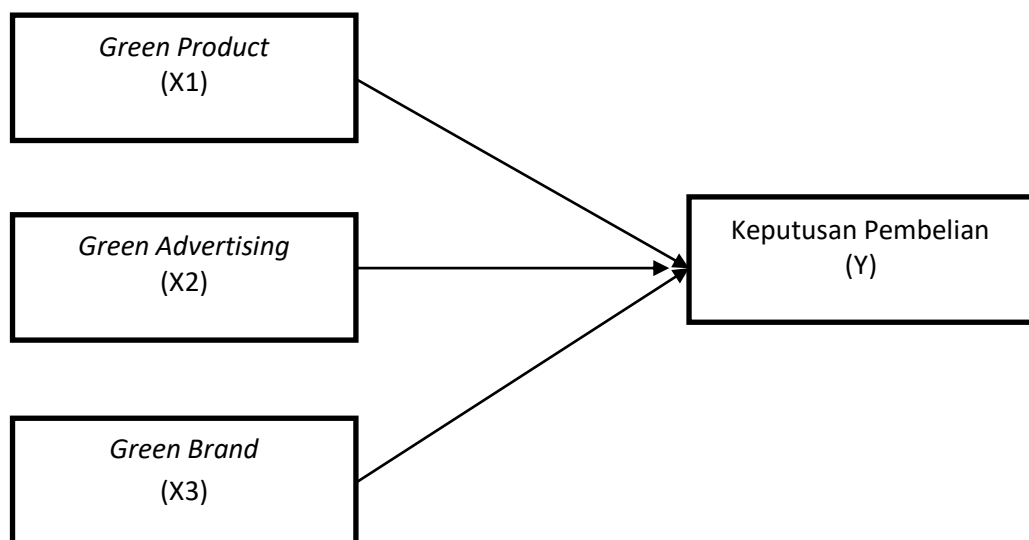 Green Product
(X1)
Green Advertising
(X2)
Keputusan Pembelian
(Y)
Green Brand
(X3)